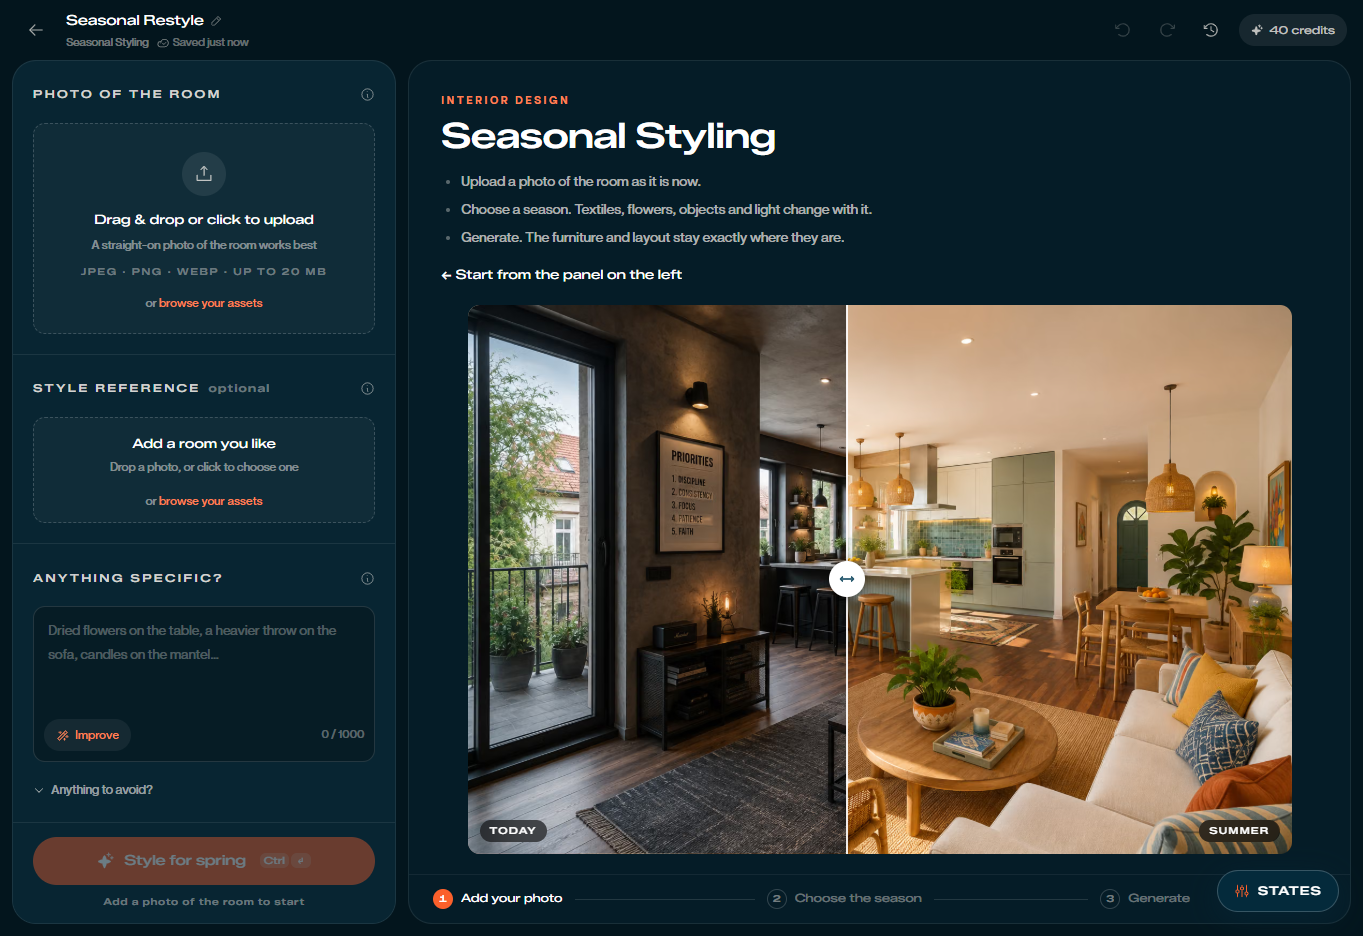 Seasonal Restyle
Seasonal Styling Saved just now
40 credits
PHOTO OF THE ROOM
Drag & drop or click to upload
A straight-on photo of the room works best
JPEG · PNG · WEBP · UP TO 20 MB
or browse your assets
STYLE REFERENCE optional
Add a room you like
Drop a photo, or click to choose one
or browse your assets
ANYTHING SPECIFIC?
Dried flowers on the table, a heavier throw on the
sofa, candles on the mantel...
Improve
0 / 1000
Anything to avoid?
Style for spring Ctrl ↵
Add a photo of the room to start
INTERIOR DESIGN
Seasonal Styling
• Upload a photo of the room as it is now.
• Choose a season. Textiles, flowers, objects and light change with it.
• Generate. The furniture and layout stay exactly where they are.
← Start from the panel on the left
PRIORITIES
1. DISCIPLINE
2. CONSISTENCY
3. FOCUS
4. PATIENCE
5. FAITH
Marshall
TODAY
SUMMER
1 Add your photo
2 Choose the season
3 Generate
STATES